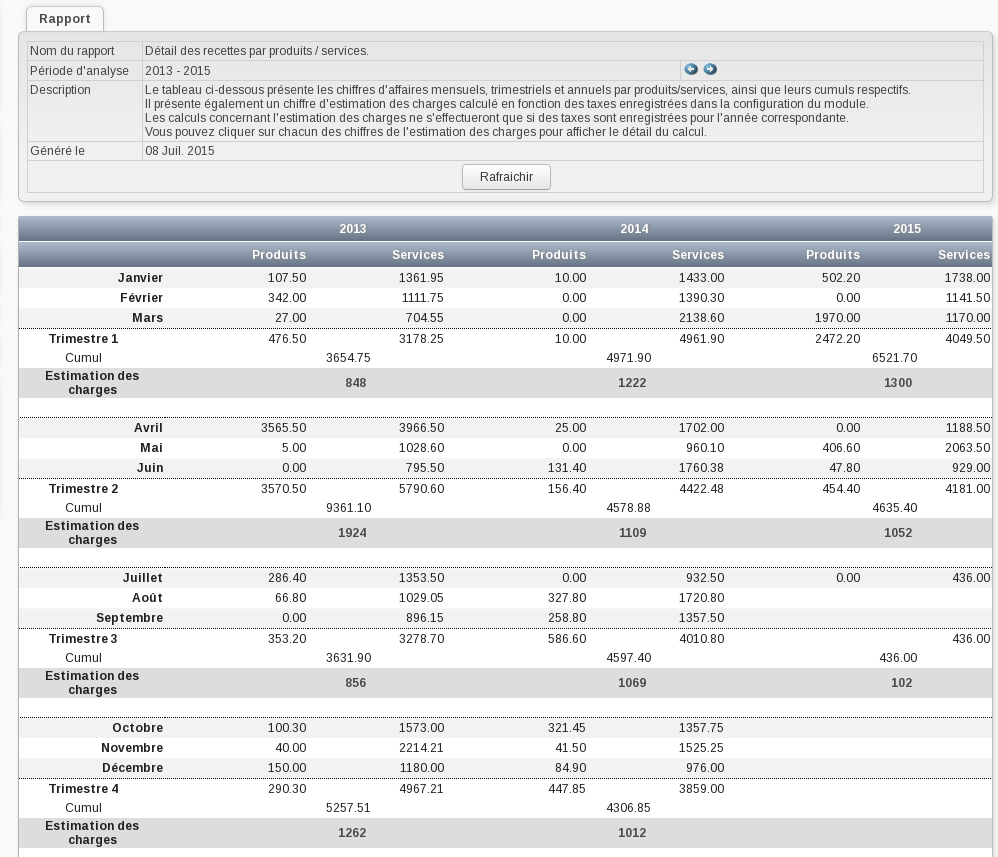 Rapport
Nom du rapport Détail des recettes par produits / services.
Période d'analyse 2013 - 2015
Description Le tableau ci-dessous présente les chiffres d'affaires mensuels, trimestriels et annuels par produits/services, ainsi que leurs cumuls respectifs.
Il présente également un chiffre d'estimation des charges calculé en fonction des taxes enregistrées dans la configuration du module.
Les calculs concernant l'estimation des charges ne s'effectueront que si des taxes sont enregistrées pour l'année correspondante.
Vous pouvez cliquer sur chacun des chiffres de l'estimation des charges pour afficher le détail du calcul.
Généré le 08 Juil. 2015
Rafraichir
2013 2014 2015
Produits Services Produits Services Produits Services
Janvier 107.50 1361.95 10.00 1433.00 502.20 1738.00
Février 342.00 1111.75 0.00 1390.30 0.00 1141.50
Mars 27.00 704.55 0.00 2138.60 1970.00 1170.00
Trimestre 1 476.50 3178.25 10.00 4961.90 2472.20 4049.50
Cumul 3654.75 4971.90 6521.70
Estimation des
charges 848 1222 1300
Avril 3565.50 3966.50 25.00 1702.00 0.00 1188.50
Mai 5.00 1028.60 0.00 960.10 406.60 2063.50
Juin 0.00 795.50 131.40 1760.38 47.80 929.00
Trimestre 2 3570.50 5790.60 156.40 4422.48 454.40 4181.00
Cumul 9361.10 4578.88 4635.40
Estimation des
charges 1924 1109 1052
Juillet 286.40 1353.50 0.00 932.50 0.00 436.00
Août 66.80 1029.05 327.80 1720.80
Septembre 0.00 896.15 258.80 1357.50
Trimestre 3 353.20 3278.70 586.60 4010.80 436.00
Cumul 3631.90 4597.40 436.00
Estimation des
charges 856 1069 102
Octobre 100.30 1573.00 321.45 1357.75
Novembre 40.00 2214.21 41.50 1525.25
Décembre 150.00 1180.00 84.90 976.00
Trimestre 4 290.30 4967.21 447.85 3859.00
Cumul 5257.51 4306.85
Estimation des
charges 1262 1012